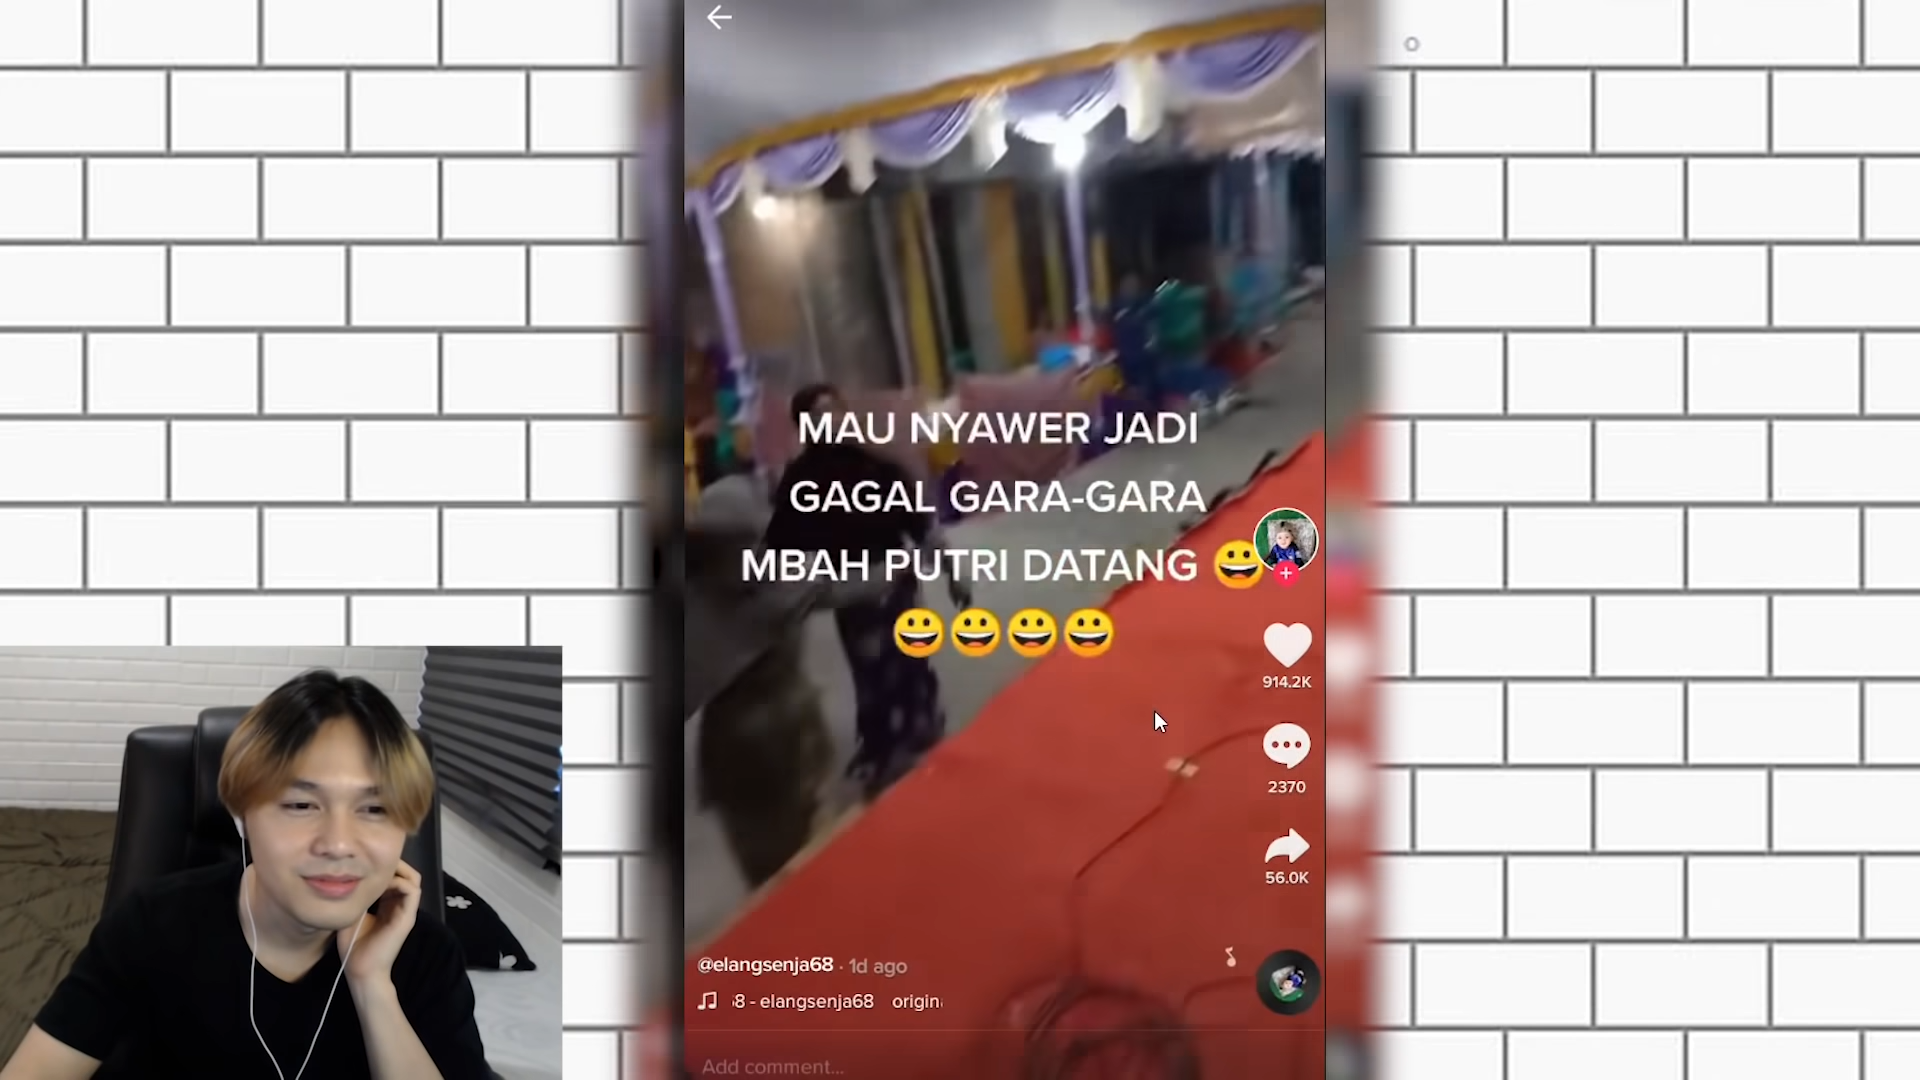 MAU NYAWER JADI
GAGAL GARA-GARA
MBAH PUTRI DATANG 😀
😀😀😀😀
914.2K
2370
56.0K
@elangsenja68 · 1d ago
68 - elangsenja68 origin
Add comment...